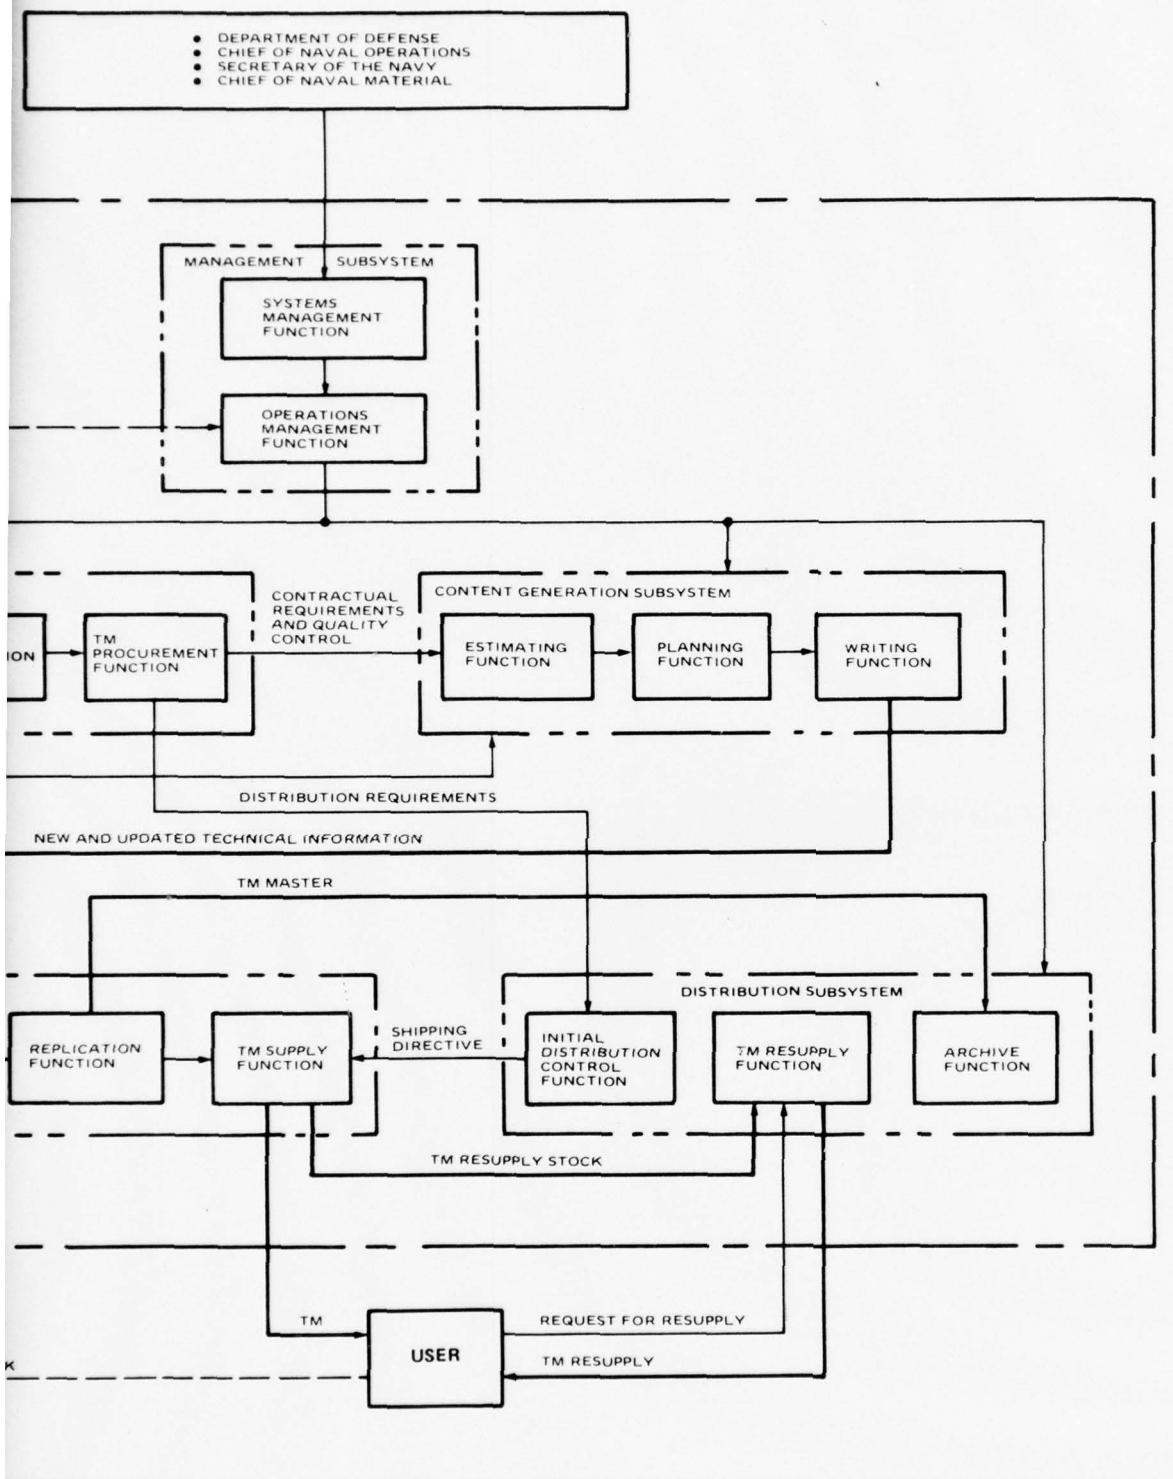 • DEPARTMENT OF DEFENSE
• CHIEF OF NAVAL OPERATIONS
• SECRETARY OF THE NAVY
• CHIEF OF NAVAL MATERIAL
MANAGEMENT SUBSYSTEM
SYSTEMS
MANAGEMENT
FUNCTION
OPERATIONS
MANAGEMENT
FUNCTION
ION
TM
PROCUREMENT
FUNCTION
CONTRACTUAL
REQUIREMENTS
AND QUALITY
CONTROL
CONTENT GENERATION SUBSYSTEM
ESTIMATING
FUNCTION
PLANNING
FUNCTION
WRITING
FUNCTION
DISTRIBUTION REQUIREMENTS
NEW AND UPDATED TECHNICAL INFORMATION
TM MASTER
REPLICATION
FUNCTION
TM SUPPLY
FUNCTION
SHIPPING
DIRECTIVE
DISTRIBUTION SUBSYSTEM
INITIAL
DISTRIBUTION
CONTROL
FUNCTION
TM RESUPPLY
FUNCTION
ARCHIVE
FUNCTION
TM RESUPPLY STOCK
TM
USER
REQUEST FOR RESUPPLY
TM RESUPPLY
K